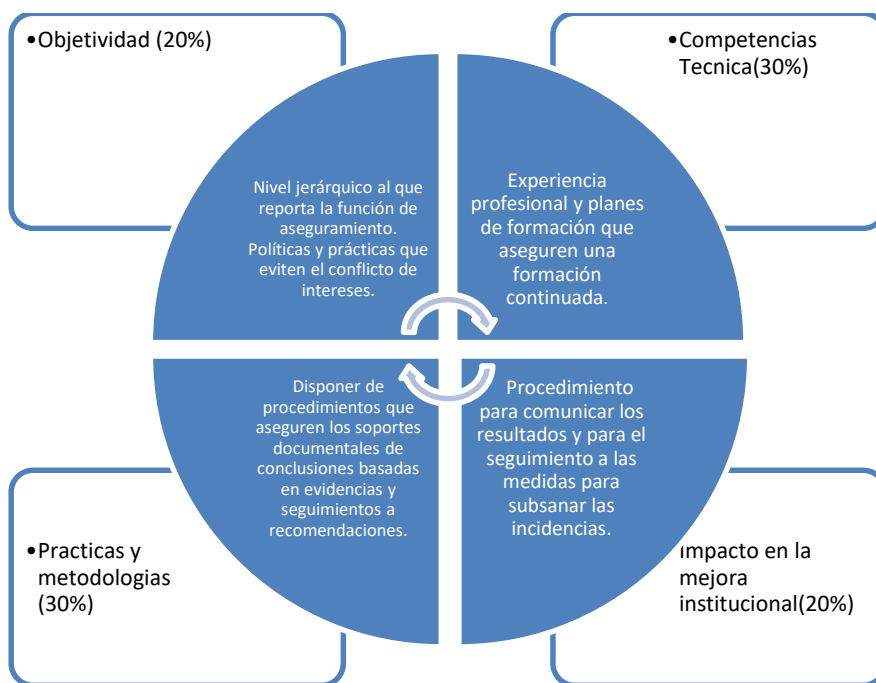 •Objetividad (20%)
•Competencias
Tecnica(30%)
Nivel jerárquico al que
reporta la función de
aseguramiento.
Políticas y prácticas que
eviten el conflicto de
intereses.
Experiencia
profesional y planes
de formación que
aseguren una
formación
continuada.
Disponer de
procedimientos que
aseguren los soportes
documentales de
conclusiones basadas
en evidencias y
seguimientos a
recomendaciones.
Procedimiento
para comunicar los
resultados y para el
seguimiento a las
medidas para
subsanar las
incidencias.
•Practicas y
metodologias
(30%)
Impacto en la
mejora
institucional(20%)